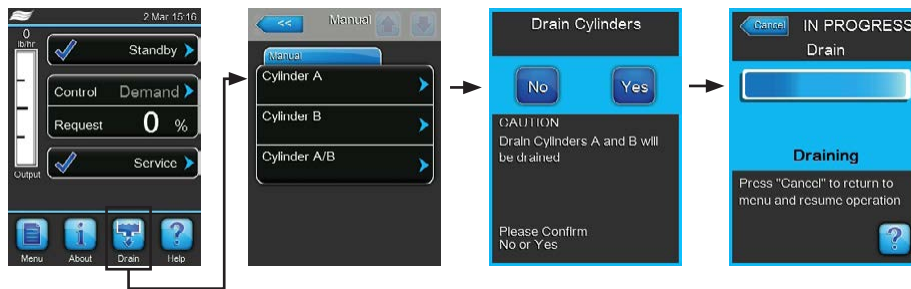 2 Mar 15:16
0
lb/hr
Standby
Control Demand
Request 0 %
Service
Output
Menu About Drain Help
<< Manual
Manual
Cylinder A
Cylinder B
Cylinder A/B
Drain Cylinders
No Yes
CAUTION
Drain Cylinders A and B will
be drained
Please Confirm
No or Yes
Cancel IN PROGRESS
Drain
Draining
Press "Cancel" to return to
menu and resume operation
?